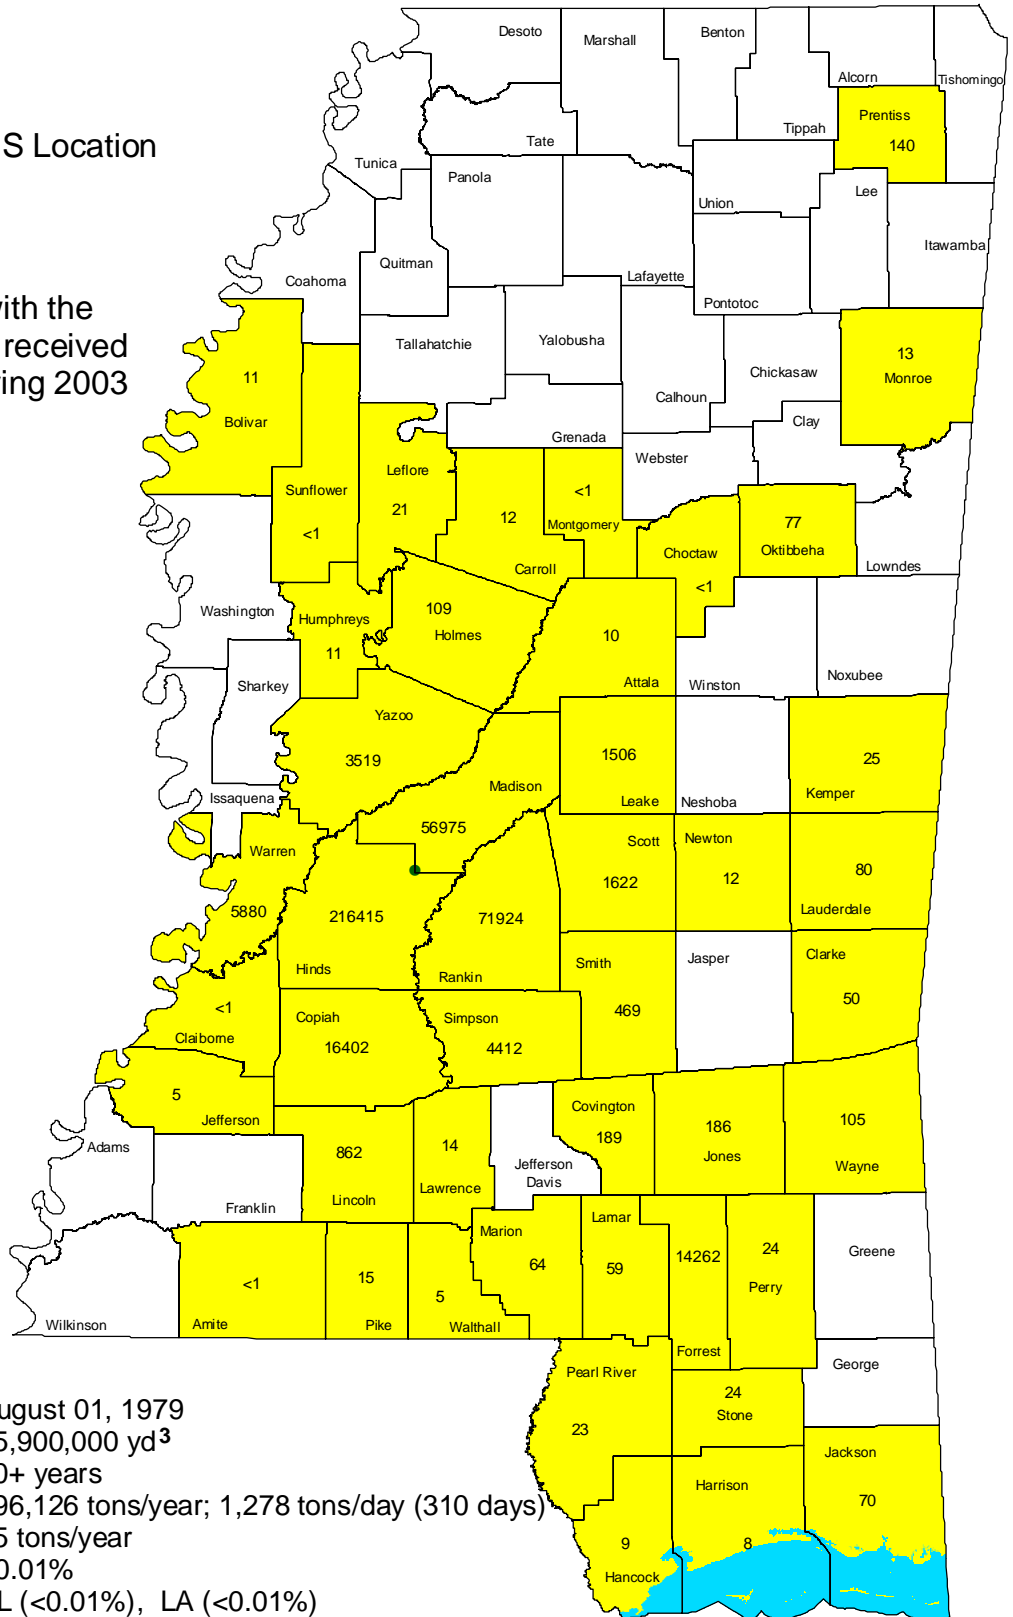 Desoto
Marshall
Benton
Alcorn
Tishomingo
Prentiss
140
Tippah
S Location
Tate
Tunica
Panola
Union
Lee
Itawamba
Quitman
Coahoma
Lafayette
Pontotoc
with the
received
ring 2003
Tallahatchie
Yalobusha
Chickasaw
13
Monroe
11
Bolivar
Calhoun
Clay
Grenada
Webster
Leflore
21
Sunflower
<1
12
Carroll
<1
Montgomery
77
Oktibbeha
Choctaw
<1
Lowndes
Washington
Humphreys
11
109
Holmes
10
Attala
Winston
Noxubee
Sharkey
Yazoo
3519
Issaquena
Madison
56975
1506
Leake
Neshoba
25
Kemper
Warren
5880
216415
Hinds
71924
Rankin
Scott
1622
Newton
12
80
Lauderdale
Smith
469
Jasper
Clarke
50
<1
Claiborne
Copiah
16402
Simpson
4412
5
Jefferson
Adams
Franklin
862
Lincoln
14
Lawrence
Jefferson
Davis
Covington
189
186
Jones
105
Wayne
Wilkinson
<1
Amite
15
Pike
5
Walthall
Marion
64
Lamar
59
14262
Forrest
24
Perry
Greene
George
Pearl River
23
24
Stone
Jackson
70
Harrison
8
9
Hancock
ugust 01, 1979
5,900,000 yd³
0+ years
96,126 tons/year; 1,278 tons/day (310 days)
5 tons/year
0.01%
L (<0.01%), LA (<0.01%)